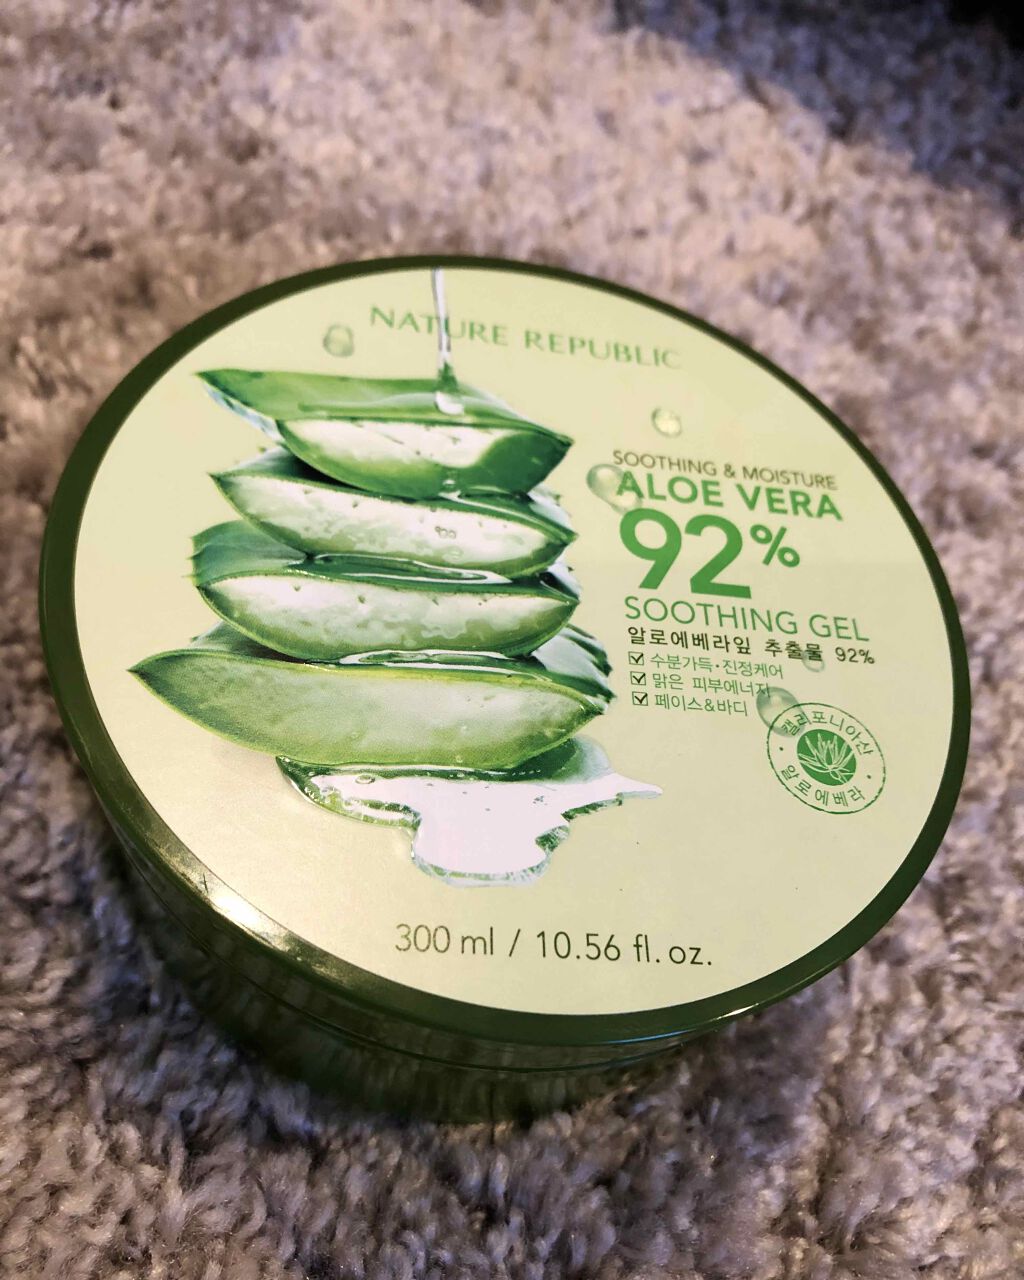 NATURE REPUBLIC
SOOTHING & MOISTURE
ALOE VERA
92%
SOOTHING GEL
알로에베라잎 추출물 92%
수분가득·진정케어
맑은 피부에너지
페이스&바디
캘리포니아산
알로에베라
300 ml / 10.56 fl. oz.